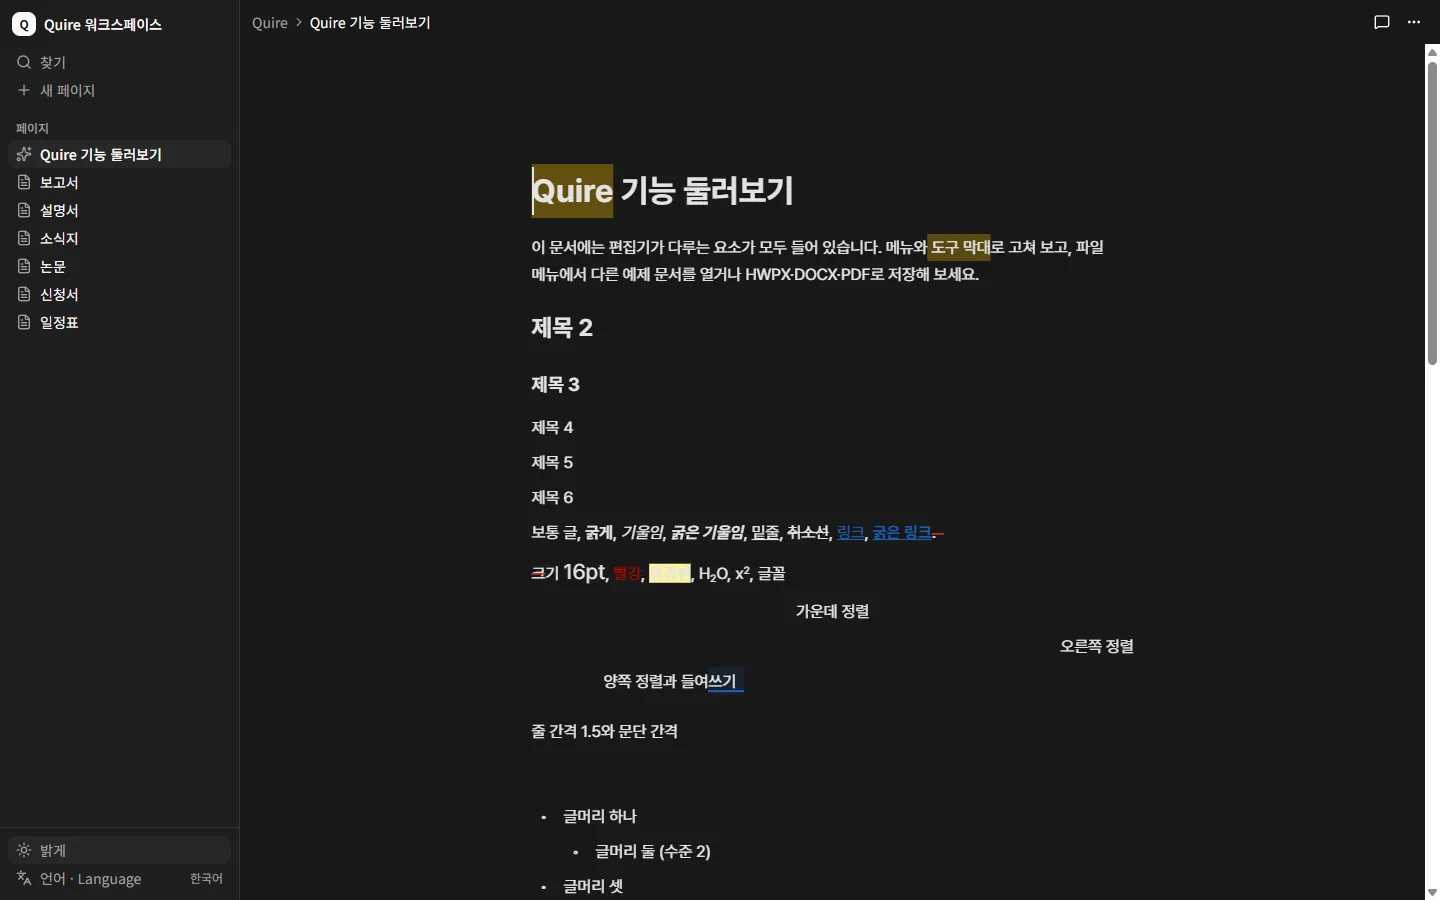 Q Quire 워크스페이스
찾기
새 페이지
페이지
Quire 기능 둘러보기
보고서
설명서
소식지
논문
신청서
일정표
밝게
언어 · Language 한국어
Quire > Quire 기능 둘러보기
Quire 기능 둘러보기
이 문서에는 편집기가 다루는 요소가 모두 들어 있습니다. 메뉴와 도구 막대로 고쳐 보고, 파일
메뉴에서 다른 예제 문서를 열거나 HWPX·DOCX·PDF로 저장해 보세요.
제목 2
제목 3
제목 4
제목 5
제목 6
보통 글, 굵게, 기울임, 굵은 기울임, 밑줄, 취소선, 링크, 굵은 링크.
크기 16pt, 빨강, , H₂O, x², 글꼴
가운데 정렬
오른쪽 정렬
양쪽 정렬과 들여쓰기
줄 간격 1.5와 문단 간격
• 글머리 하나
• 글머리 둘 (수준 2)
• 글머리 셋